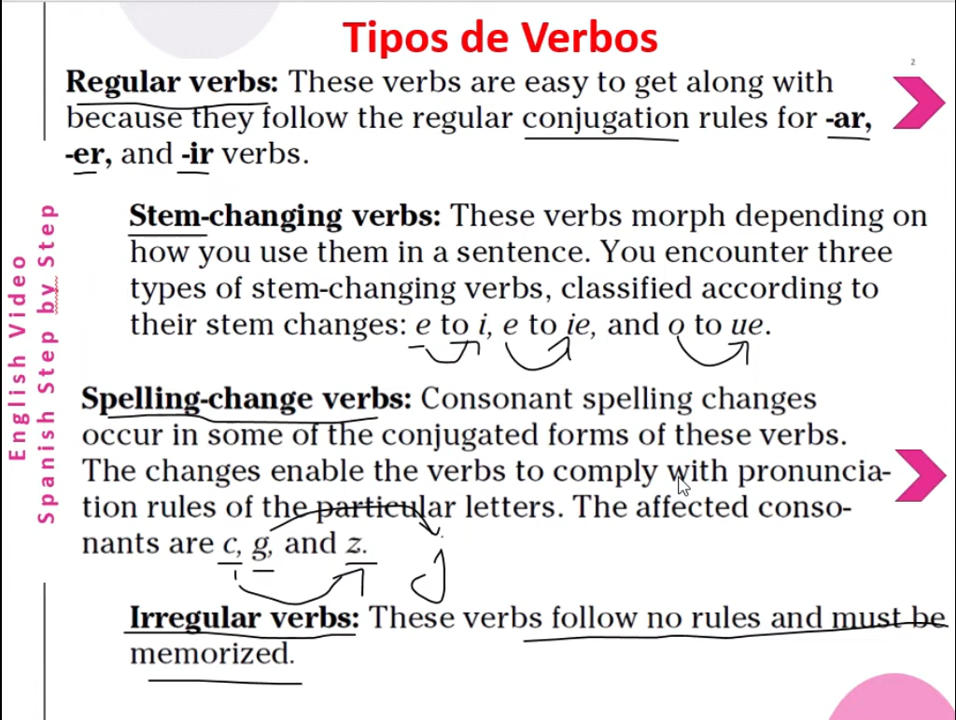 Tipos de Verbos
2
Regular verbs: These verbs are easy to get along with
because they follow the regular conjugation rules for -ar,
-er, and -ir verbs.
Stem-changing verbs: These verbs morph depending on
how you use them in a sentence. You encounter three
types of stem-changing verbs, classified according to
their stem changes: e to i, e to ie, and o to ue.
Spelling-change verbs: Consonant spelling changes
occur in some of the conjugated forms of these verbs.
The changes enable the verbs to comply with pronuncia-
tion rules of the particular letters. The affected conso-
nants are c, g, and z.
j
Irregular verbs: These verbs follow no rules and must be
memorized.
English Video
Spanish Step by Step